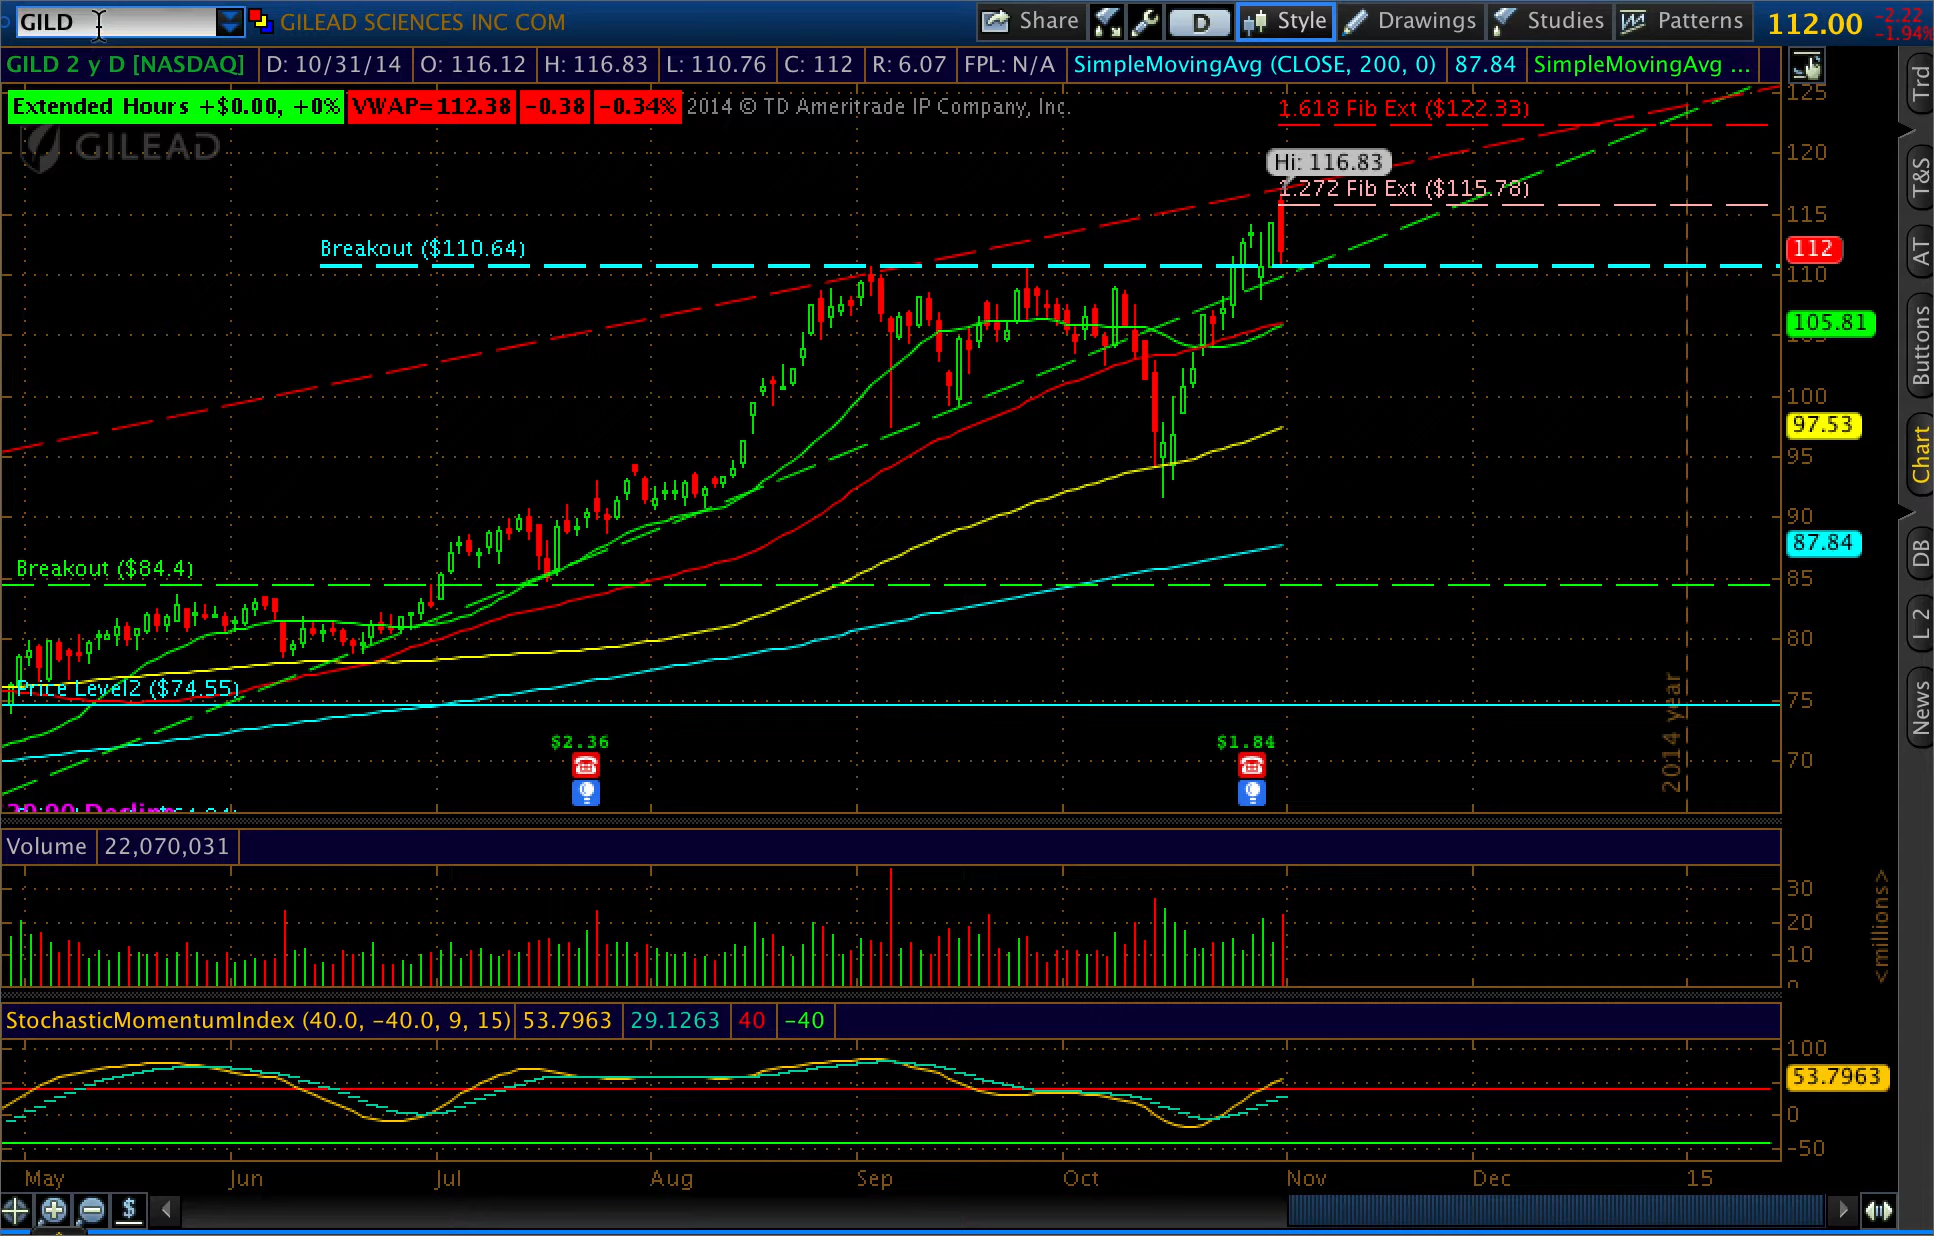 GILD
GILEAD SCIENCES INC COM
Share
D
Style
Drawings
Studies
Patterns
112.00
-2.22
-1.94%
GILD 2 y D [NASDAQ]
D: 10/31/14
O: 116.12
H: 116.83
L: 110.76
C: 112
R: 6.07
FPL: N/A
SimpleMovingAvg (CLOSE, 200, 0)
87.84
SimpleMovingAvg ...
Extended Hours +$0.00, +0%
VWAP=112.38
-0.38
-0.34%
2014 © TD Ameritrade IP Company, Inc.
GILEAD
1.618 Fib Ext ($122.33)
Hi: 116.83
1.272 Fib Ext ($115.78)
Breakout ($110.64)
Breakout ($84.4)
Price Level2 ($74.55)
$2.36
$1.84
2014 year
125
120
115
112
110
105.81
100
97.53
95
90
87.84
85
80
75
70
Volume
22,070,031
30
20
10
0
<millions>
StochasticMomentumIndex (40.0, -40.0, 9, 15)
53.7963
29.1263
40
-40
100
53.7963
0
-50
May
Jun
Jul
Aug
Sep
Oct
Nov
Dec
15
$
Trd
T&S
AT
Buttons
Chart
DB
L 2
News